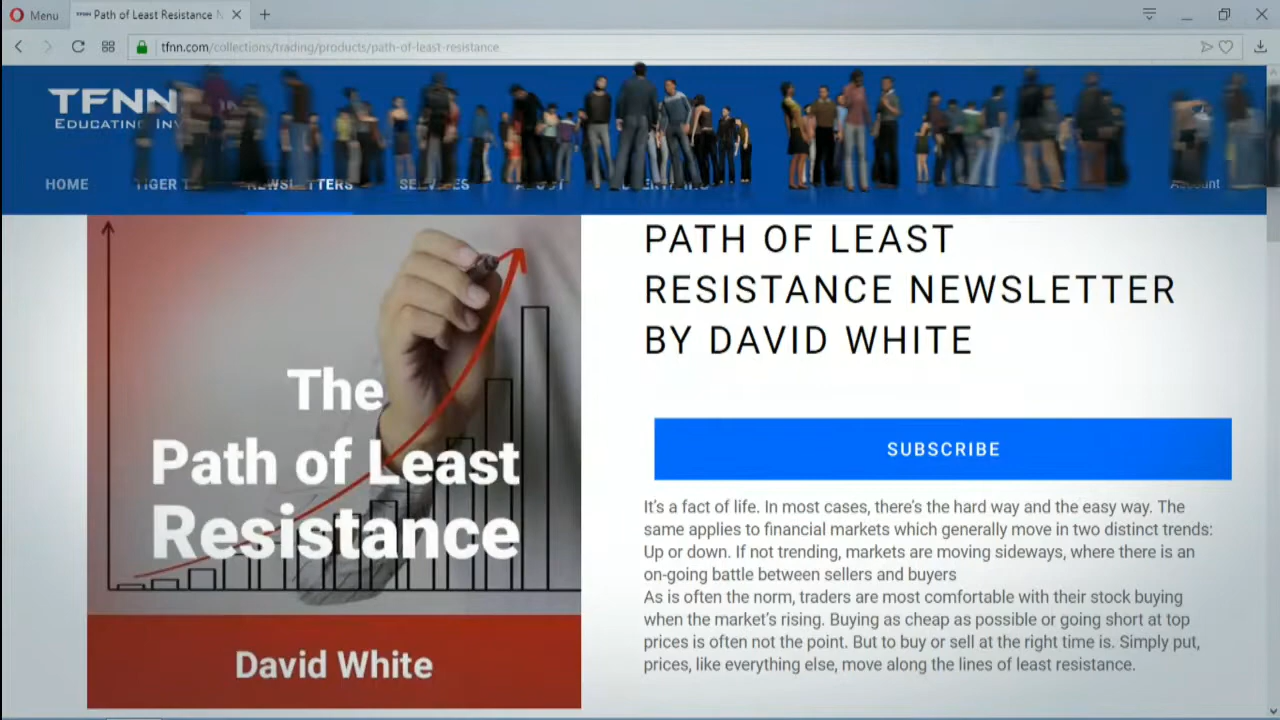 Menu
Path of Least Resistance
tfnn.com/collections/trading/products/path-of-least-resistance
TFNN
EDUCATING
HOME
TIGER
NEWSLETTERS
SERVICES
ABOUT
Account
PATH OF LEAST
RESISTANCE NEWSLETTER
BY DAVID WHITE
The
Path of Least
Resistance
David White
SUBSCRIBE
It's a fact of life. In most cases, there's the hard way and the easy way. The
same applies to financial markets which generally move in two distinct trends:
Up or down. If not trending, markets are moving sideways, where there is an
on-going battle between sellers and buyers
As is often the norm, traders are most comfortable with their stock buying
when the market's rising. Buying as cheap as possible or going short at top
prices is often not the point. But to buy or sell at the right time is. Simply put,
prices, like everything else, move along the lines of least resistance.